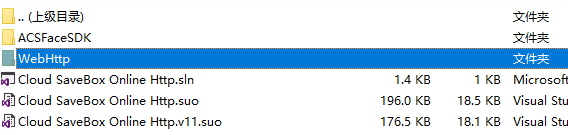 .. (上级目录) 文件夹
ACSFaceSDK 文件夹
WebHttp 文件夹
Cloud SaveBox Online Http.sln 1.4 KB 1 KB Microsoft
Cloud SaveBox Online Http.suo 196.0 KB 18.5 KB Visual Stu
Cloud SaveBox Online Http.v11.suo 176.5 KB 18.1 KB Visual Stu